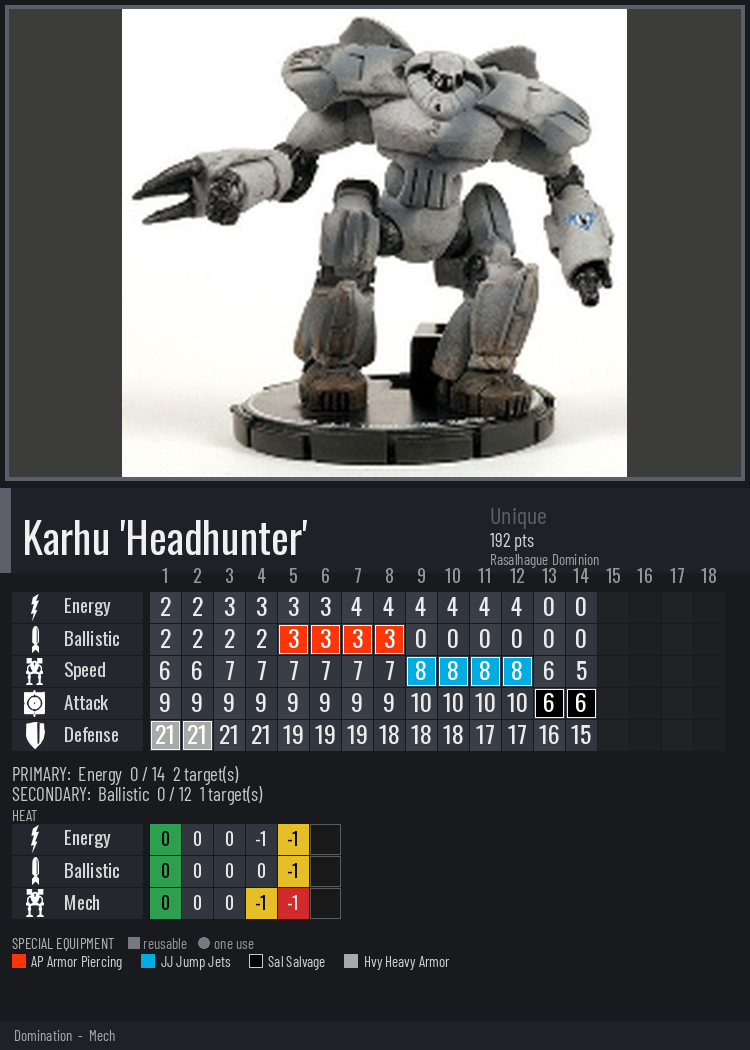 Karhu 'Headhunter'
Unique
192 pts
Rasalhague Dominion
1 2 3 4 5 6 7 8 9 10 11 12 13 14 15 16 17 18
Energy 2 2 3 3 3 3 4 4 4 4 4 4 0 0
Ballistic 2 2 2 2 3 3 3 3 0 0 0 0 0 0
Speed 6 6 7 7 7 7 7 7 8 8 8 8 6 5
Attack 9 9 9 9 9 9 9 9 10 10 10 10 6 6
Defense 21 21 21 21 19 19 19 18 18 18 17 17 16 15
PRIMARY: Energy 0 / 14 2 target(s)
SECONDARY: Ballistic 0 / 12 1 target(s)
HEAT
Energy 0 0 0 -1 -1
Ballistic 0 0 0 0 -1
Mech 0 0 0 -1 -1
SPECIAL EQUIPMENT reusable one use
AP Armor Piercing JJ Jump Jets Sal Salvage Hvy Heavy Armor
Domination - Mech